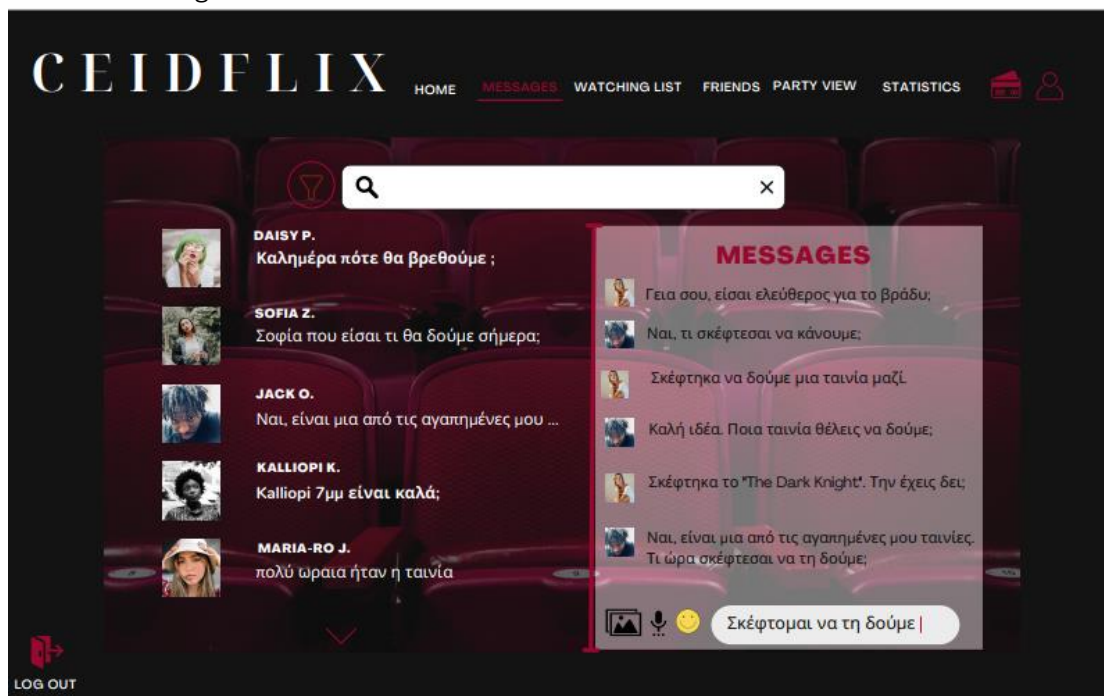 CEIDFLIX
HOME MESSAGES WATCHING LIST FRIENDS PARTY VIEW STATISTICS
DAISY P.
Καλημέρα πότε θα βρεθούμε ;
SOFIA Z.
Σοφία που είσαι τι θα δούμε σήμερα;
JACK O.
Ναι, είναι μια από τις αγαπημένες μου ...
KALLIOPI K.
Kalliopi 7μμ είναι καλά;
MARIA-RO J.
πολύ ωραια ήταν η ταινία
MESSAGES
Γεια σου, είσαι ελεύθερος για το βράδυ;
Ναι, τι σκέφτεσαι να κάνουμε;
Σκέφτηκα να δούμε μια ταινία μαζί.
Καλή ιδέα. Ποια ταινία θέλεις να δούμε;
Σκέφτηκα το "The Dark Knight". Την έχεις δει;
Ναι, είναι μια από τις αγαπημένες μου ταινίες.
Τι ώρα σκέφτεσαι να τη δούμε;
Σκέφτομαι να τη δούμε
LOG OUT